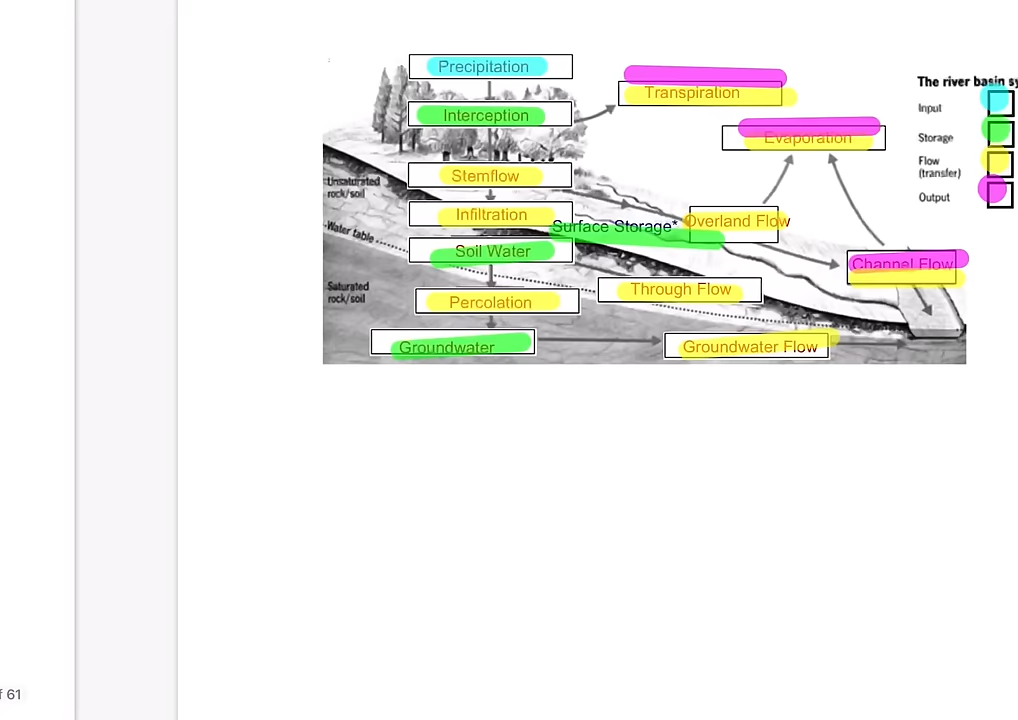 Precipitation
Transpiration
The river basin sy
Input
Interception
Evaporation
Storage
Flow
(transfer)
Stemflow
Output
Unsaturated
rock/soil
Infiltration
Surface Storage*
Overland Flow
Water table
Soil Water
Channel Flow
Saturated
rock/soil
Through Flow
Percolation
Groundwater
Groundwater Flow
f 61